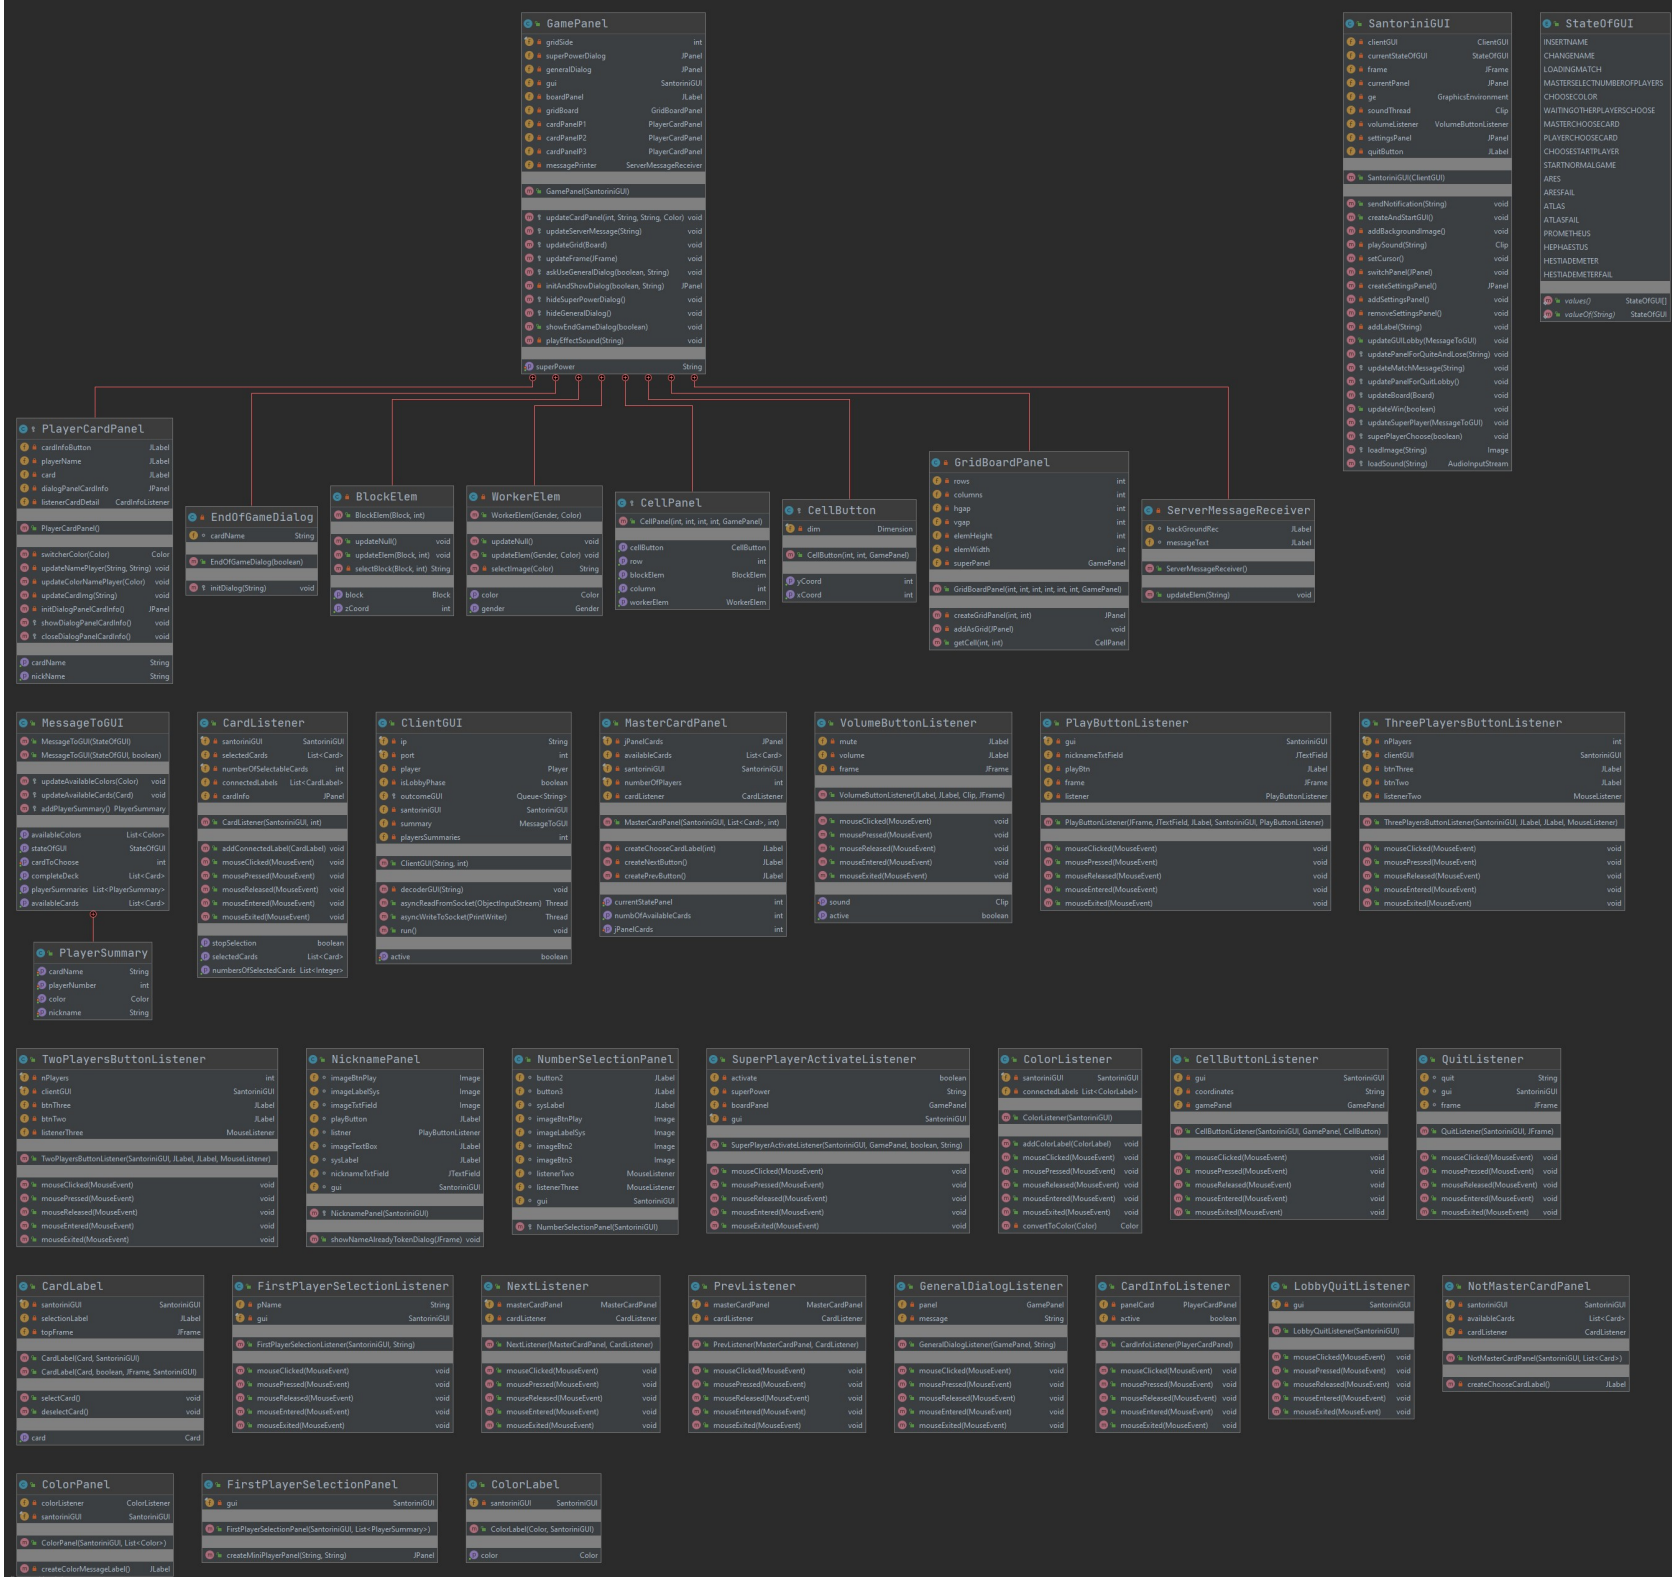 GamePanel
gridSide int
superPowerDialog JPanel
generalDialog JPanel
gui SantoriniGUI
boardPanel JLabel
gridBoard GridBoardPanel
cardPanelP1 PlayerCardPanel
cardPanelP2 PlayerCardPanel
cardPanelP3 PlayerCardPanel
messagePrinter ServerMessageReceiver
GamePanel(SantoriniGUI)
updateCardPanel(int, String, String, Color) void
updateServerMessage(String) void
updateGrid(Board) void
updateFrame(JFrame) void
askUseGeneralDialog(boolean, String) void
initAndShowDialog(boolean, String) JPanel
hideSuperPowerDialog() void
hideGeneralDialog() void
showEndGameDialog(boolean) void
playEffectSound(String) void
superPower String
SantoriniGUI
clientGUI ClientGUI
currentStateOfGUI StateOfGUI
frame JFrame
currentPanel JPanel
ge GraphicsEnvironment
soundThread Clip
volumeListener VolumeButtonListener
settingsPanel JPanel
quitButton JLabel
SantoriniGUI(ClientGUI)
sendNotification(String) void
createAndStartGUI() void
addBackgroundImage() void
playSound(String) Clip
setCursor() void
switchPanel(JPanel) void
createSettingsPanel() JPanel
addSettingsPanel() void
removeSettingsPanel() void
addLabel(String) void
updateGUILobby(MessageToGUI) void
updatePanelForQuiteAndLose(String) void
updateMatchMessage(String) void
updatePanelForQuitLobby() void
updateBoard(Board) void
updateWin(boolean) void
updateSuperPlayer(MessageToGUI) void
superPlayerChoose(boolean) void
loadImage(String) Image
loadSound(String) AudioInputStream
StateOfGUI
INSERTNAME
CHANGENAME
LOADINGMATCH
MASTERSELECTNUMBEROFPLAYERS
CHOOSECOLOR
WAITINGOTHERPLAYERSCHOOSE
MASTERCHOOSECARD
PLAYERCHOOSECARD
CHOOSESTARTPLAYER
STARTNORMALGAME
ARES
ARESFAIL
ATLAS
ATLASFAIL
PROMETHEUS
HEPHAESTUS
HESTIADEMETER
HESTIADEMETERFAIL
values() StateOfGUI[]
valueOf(String) StateOfGUI
PlayerCardPanel
cardInfoButton JLabel
playerName JLabel
card JLabel
dialogPanelCardInfo JPanel
listenerCardDetail CardInfoListener
PlayerCardPanel()
switcherColor(Color) Color
updateNamePlayer(String, String) void
updateColorNamePlayer(Color) void
updateCardImg(String) void
initDialogPanelCardInfo() JPanel
showDialogPanelCardInfo() void
closeDialogPanelCardInfo() void
cardName String
nickName String
EndOfGameDialog
cardName String
EndOfGameDialog(boolean)
initDialog(String) void
BlockElem
BlockElem(Block, int)
updateNull() void
updateElem(Block, int) void
selectBlock(Block, int) String
block Block
zCoord int
WorkerElem
WorkerElem(Gender, Color)
updateNull() void
updateElem(Gender, Color) void
selectImage(Color) String
color Color
gender Gender
CellPanel
CellPanel(int, int, int, int, GamePanel)
cellButton CellButton
row int
blockElem BlockElem
column int
workerElem WorkerElem
CellButton
dim Dimension
CellButton(int, int, GamePanel)
yCoord int
xCoord int
GridBoardPanel
rows int
columns int
hgap int
vgap int
elemHeight int
elemWidth int
superPanel GamePanel
GridBoardPanel(int, int, int, int, int, int, GamePanel)
createGridPanel(int, int) JPanel
addAsGrid(JPanel) void
getCell(int, int) CellPanel
ServerMessageReceiver
backGroundRec JLabel
messageText JLabel
ServerMessageReceiver()
updateElem(String) void
MessageToGUI
MessageToGUI(StateOfGUI)
MessageToGUI(StateOfGUI, boolean)
updateAvailableColors(Color) void
updateAvailableCards(Card) void
addPlayerSummary() PlayerSummary
availableColors List<Color>
stateOfGUI StateOfGUI
cardToChoose int
completeDeck List<Card>
playerSummaries List<PlayerSummary>
availableCards List<Card>
PlayerSummary
cardName String
playerNumber int
color Color
nickname String
CardListener
santoriniGUI SantoriniGUI
selectedCards List<Card>
numberOfSelectableCards int
connectedLabels List<CardLabel>
cardInfo JPanel
CardListener(SantoriniGUI, int)
addConnectedLabel(CardLabel) void
mouseClicked(MouseEvent) void
mousePressed(MouseEvent) void
mouseReleased(MouseEvent) void
mouseEntered(MouseEvent) void
mouseExited(MouseEvent) void
stopSelection boolean
selectedCards List<Card>
numbersOfSelectedCards List<Integer>
ClientGUI
ip String
port int
player Player
isLobbyPhase boolean
outcomeGUI Queue<String>
santoriniGUI SantoriniGUI
summary MessageToGUI
playersSummaries int
ClientGUI(String, int)
decoderGUI(String) void
asyncReadFromSocket(ObjectInputStream) Thread
asyncWriteToSocket(PrintWriter) Thread
run() void
active boolean
MasterCardPanel
jPanelCards JPanel
availableCards List<Card>
santoriniGUI SantoriniGUI
numberOfPlayers int
cardListener CardListener
MasterCardPanel(SantoriniGUI, List<Card>, int)
createChooseCardLabel(int) JLabel
createNextButton() JLabel
createPrevButton() JLabel
currentStatePanel int
numbOfAvailableCards int
jPanelCards int
VolumeButtonListener
mute JLabel
volume JLabel
frame JFrame
VolumeButtonListener(JLabel, JLabel, Clip, JFrame)
mouseClicked(MouseEvent) void
mousePressed(MouseEvent) void
mouseReleased(MouseEvent) void
mouseEntered(MouseEvent) void
mouseExited(MouseEvent) void
sound Clip
active boolean
PlayButtonListener
gui SantoriniGUI
nicknameTxtField JTextField
playBtn JLabel
frame JFrame
listener PlayButtonListener
PlayButtonListener(JFrame, JTextField, JLabel, SantoriniGUI, PlayButtonListener)
mouseClicked(MouseEvent) void
mousePressed(MouseEvent) void
mouseReleased(MouseEvent) void
mouseEntered(MouseEvent) void
mouseExited(MouseEvent) void
ThreePlayersButtonListener
nPlayers int
clientGUI SantoriniGUI
btnThree JLabel
btnTwo JLabel
listenerTwo MouseListener
ThreePlayersButtonListener(SantoriniGUI, JLabel, JLabel, MouseListener)
mouseClicked(MouseEvent) void
mousePressed(MouseEvent) void
mouseReleased(MouseEvent) void
mouseEntered(MouseEvent) void
mouseExited(MouseEvent) void
TwoPlayersButtonListener
nPlayers int
clientGUI SantoriniGUI
btnThree JLabel
btnTwo JLabel
listenerThree MouseListener
TwoPlayersButtonListener(SantoriniGUI, JLabel, JLabel, MouseListener)
mouseClicked(MouseEvent) void
mousePressed(MouseEvent) void
mouseReleased(MouseEvent) void
mouseEntered(MouseEvent) void
mouseExited(MouseEvent) void
NicknamePanel
imageBtnPlay Image
imageLabelSys Image
imageTxtField Image
playButton JLabel
listner PlayButtonListener
imageTextBox JLabel
sysLabel JLabel
nicknameTxtField JTextField
gui SantoriniGUI
NicknamePanel(SantoriniGUI)
showNameAlreadyTokenDialog(JFrame) void
NumberSelectionPanel
button2 JLabel
button3 JLabel
sysLabel JLabel
imageBtnPlay Image
imageLabelSys Image
imageBtn2 Image
imageBtn3 Image
listenerTwo MouseListener
listenerThree MouseListener
gui SantoriniGUI
NumberSelectionPanel(SantoriniGUI)
SuperPlayerActivateListener
activate boolean
superPower String
boardPanel GamePanel
gui SantoriniGUI
SuperPlayerActivateListener(SantoriniGUI, GamePanel, boolean, String)
mouseClicked(MouseEvent) void
mousePressed(MouseEvent) void
mouseReleased(MouseEvent) void
mouseEntered(MouseEvent) void
mouseExited(MouseEvent) void
ColorListener
santoriniGUI SantoriniGUI
connectedLabels List<ColorLabel>
ColorListener(SantoriniGUI)
addColorLabel(ColorLabel) void
mouseClicked(MouseEvent) void
mousePressed(MouseEvent) void
mouseReleased(MouseEvent) void
mouseEntered(MouseEvent) void
mouseExited(MouseEvent) void
convertToColor(Color) Color
CellButtonListener
gui SantoriniGUI
coordinates String
gamePanel GamePanel
CellButtonListener(SantoriniGUI, GamePanel, CellButton)
mouseClicked(MouseEvent) void
mousePressed(MouseEvent) void
mouseReleased(MouseEvent) void
mouseEntered(MouseEvent) void
mouseExited(MouseEvent) void
QuitListener
quit String
gui SantoriniGUI
frame JFrame
QuitListener(SantoriniGUI, JFrame)
mouseClicked(MouseEvent) void
mousePressed(MouseEvent) void
mouseReleased(MouseEvent) void
mouseEntered(MouseEvent) void
mouseExited(MouseEvent) void
CardLabel
santoriniGUI SantoriniGUI
selectionLabel JLabel
topFrame JFrame
CardLabel(Card, SantoriniGUI)
CardLabel(Card, boolean, JFrame, SantoriniGUI)
selectCard() void
deselectCard() void
card Card
FirstPlayerSelectionListener
pName String
gui SantoriniGUI
FirstPlayerSelectionListener(SantoriniGUI, String)
mouseClicked(MouseEvent) void
mousePressed(MouseEvent) void
mouseReleased(MouseEvent) void
mouseEntered(MouseEvent) void
mouseExited(MouseEvent) void
NextListener
masterCardPanel MasterCardPanel
cardListener CardListener
NextListener(MasterCardPanel, CardListener)
mouseClicked(MouseEvent) void
mousePressed(MouseEvent) void
mouseReleased(MouseEvent) void
mouseEntered(MouseEvent) void
mouseExited(MouseEvent) void
PrevListener
masterCardPanel MasterCardPanel
cardListener CardListener
PrevListener(MasterCardPanel, CardListener)
mouseClicked(MouseEvent) void
mousePressed(MouseEvent) void
mouseReleased(MouseEvent) void
mouseEntered(MouseEvent) void
mouseExited(MouseEvent) void
GeneralDialogListener
panel GamePanel
message String
GeneralDialogListener(GamePanel, String)
mouseClicked(MouseEvent) void
mousePressed(MouseEvent) void
mouseReleased(MouseEvent) void
mouseEntered(MouseEvent) void
mouseExited(MouseEvent) void
CardInfoListener
panelCard PlayerCardPanel
active boolean
CardInfoListener(PlayerCardPanel)
mouseClicked(MouseEvent) void
mousePressed(MouseEvent) void
mouseReleased(MouseEvent) void
mouseEntered(MouseEvent) void
mouseExited(MouseEvent) void
LobbyQuitListener
gui SantoriniGUI
LobbyQuitListener(SantoriniGUI)
mouseClicked(MouseEvent) void
mousePressed(MouseEvent) void
mouseReleased(MouseEvent) void
mouseEntered(MouseEvent) void
mouseExited(MouseEvent) void
NotMasterCardPanel
santoriniGUI SantoriniGUI
availableCards List<Card>
cardListener CardListener
NotMasterCardPanel(SantoriniGUI, List<Card>)
createChooseCardLabel() JLabel
ColorPanel
colorListener ColorListener
santoriniGUI SantoriniGUI
ColorPanel(SantoriniGUI, List<Color>)
createColorMessageLabel() JLabel
FirstPlayerSelectionPanel
gui SantoriniGUI
FirstPlayerSelectionPanel(SantoriniGUI, List<PlayerSummary>)
createMiniPlayerPanel(String, String) JPanel
ColorLabel
santoriniGUI SantoriniGUI
ColorLabel(Color, SantoriniGUI)
color Color